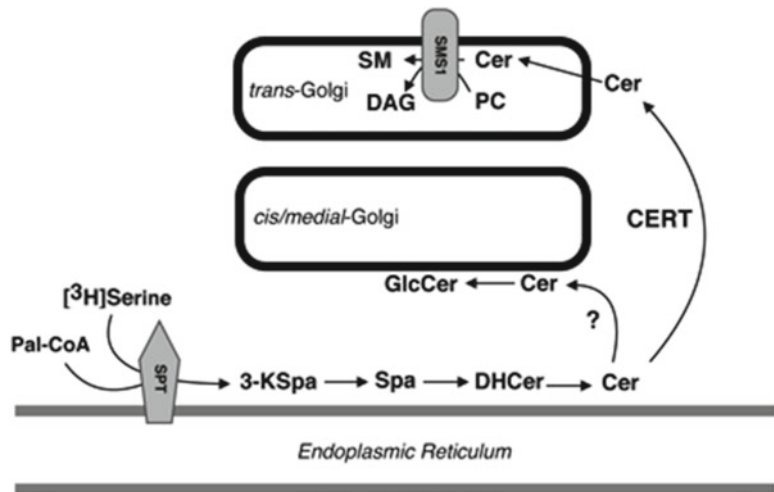 SM
SMS1
Cer
trans-Golgi
DAG
PC
Cer
cis/medial-Golgi
CERT
GlcCer
Cer
[³H]Serine
?
Pal-CoA
SPT
3-KSpa
Spa
DHCer
Cer
Endoplasmic Reticulum